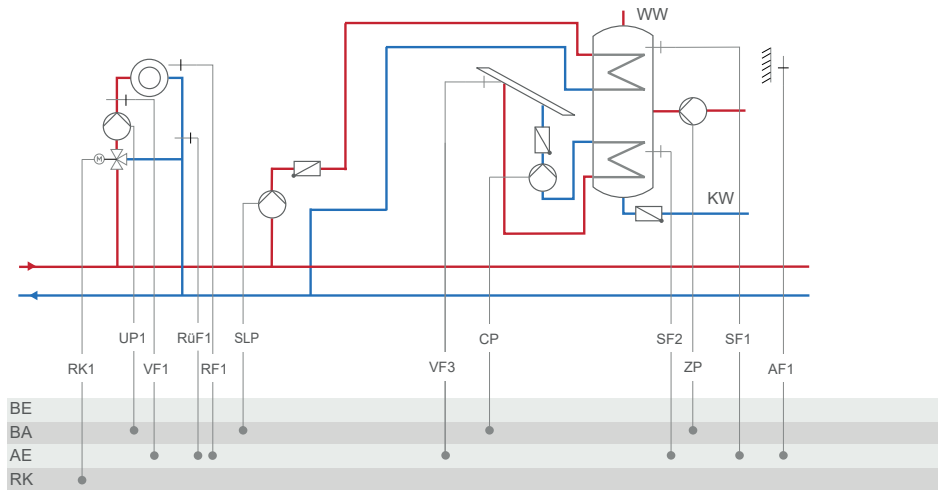 WW
M
KW
UP1 RüF1 SLP CP SF2 SF1
RK1 VF1 RF1 VF3 ZP AF1
BE
BA
AE
RK